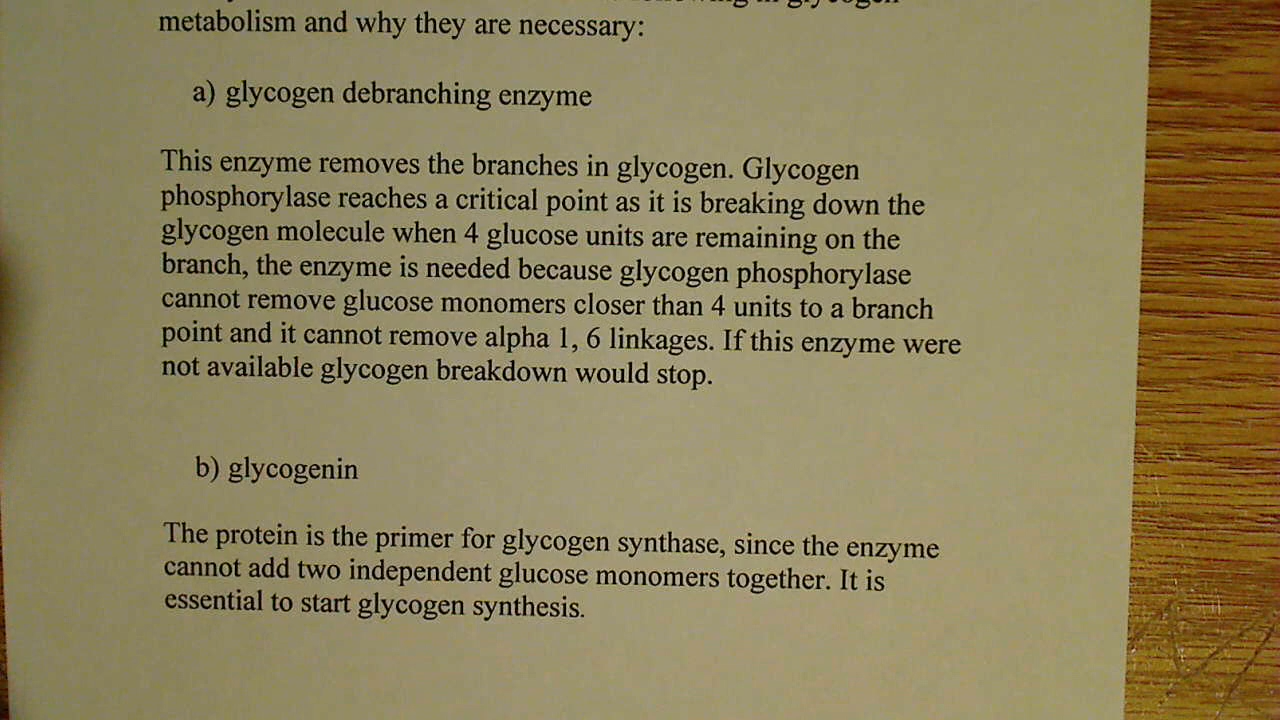 metabolism and why they are necessary:
a) glycogen debranching enzyme
This enzyme removes the branches in glycogen. Glycogen
phosphorylase reaches a critical point as it is breaking down the
glycogen molecule when 4 glucose units are remaining on the
branch, the enzyme is needed because glycogen phosphorylase
cannot remove glucose monomers closer than 4 units to a branch
point and it cannot remove alpha 1, 6 linkages. If this enzyme were
not available glycogen breakdown would stop.
b) glycogenin
The protein is the primer for glycogen synthase, since the enzyme
cannot add two independent glucose monomers together. It is
essential to start glycogen synthesis.